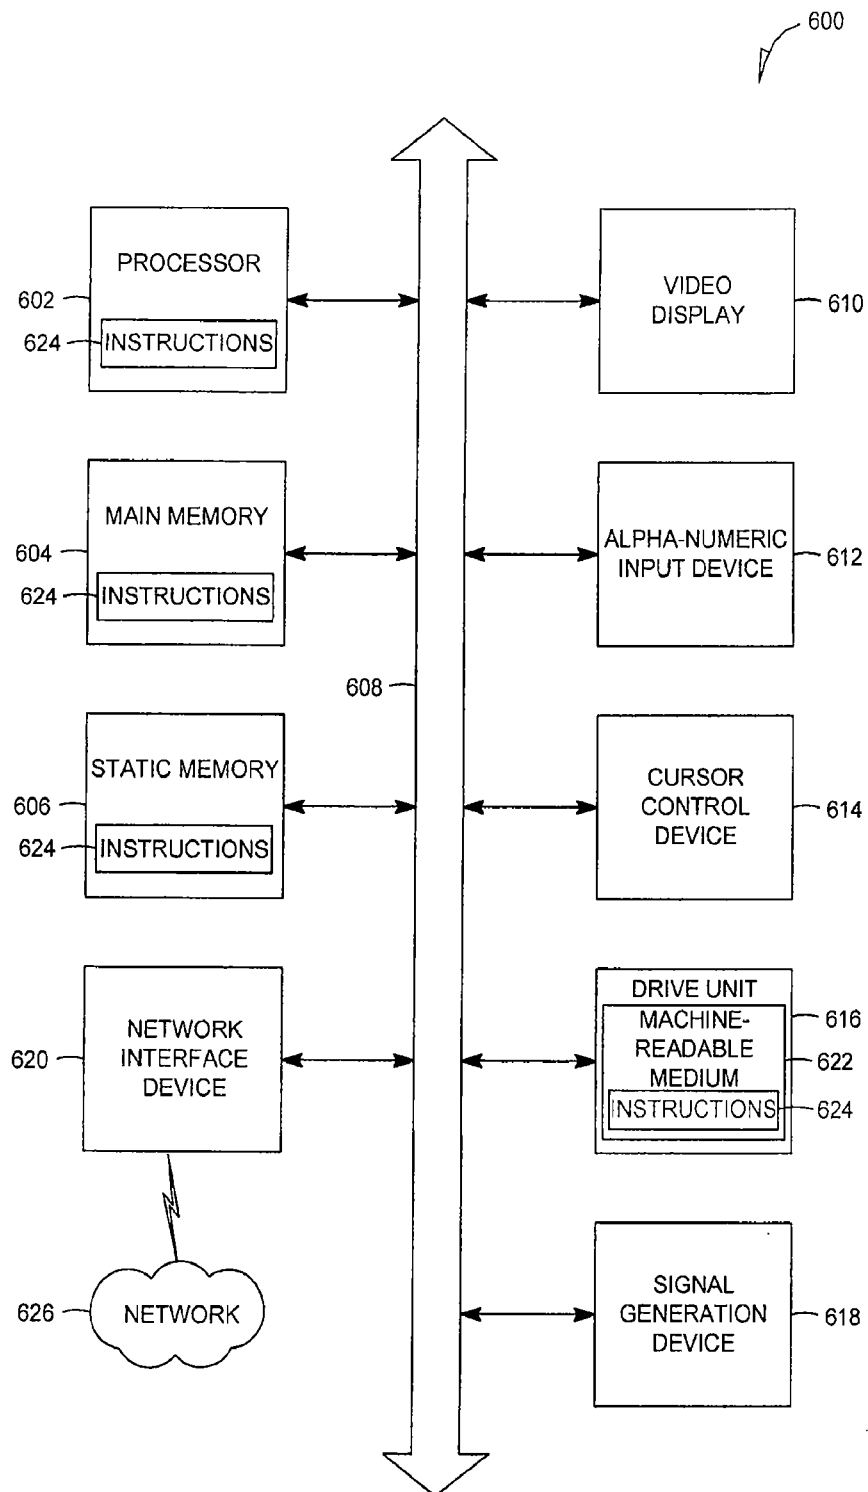 600
PROCESSOR
602
624
INSTRUCTIONS
VIDEO
DISPLAY
610
MAIN MEMORY
604
624
INSTRUCTIONS
ALPHA-NUMERIC
INPUT DEVICE
612
608
STATIC MEMORY
606
624
INSTRUCTIONS
CURSOR
CONTROL
DEVICE
614
NETWORK
INTERFACE
DEVICE
620
DRIVE UNIT
616
MACHINE-
READABLE
MEDIUM
622
INSTRUCTIONS
624
626
NETWORK
SIGNAL
GENERATION
DEVICE
618